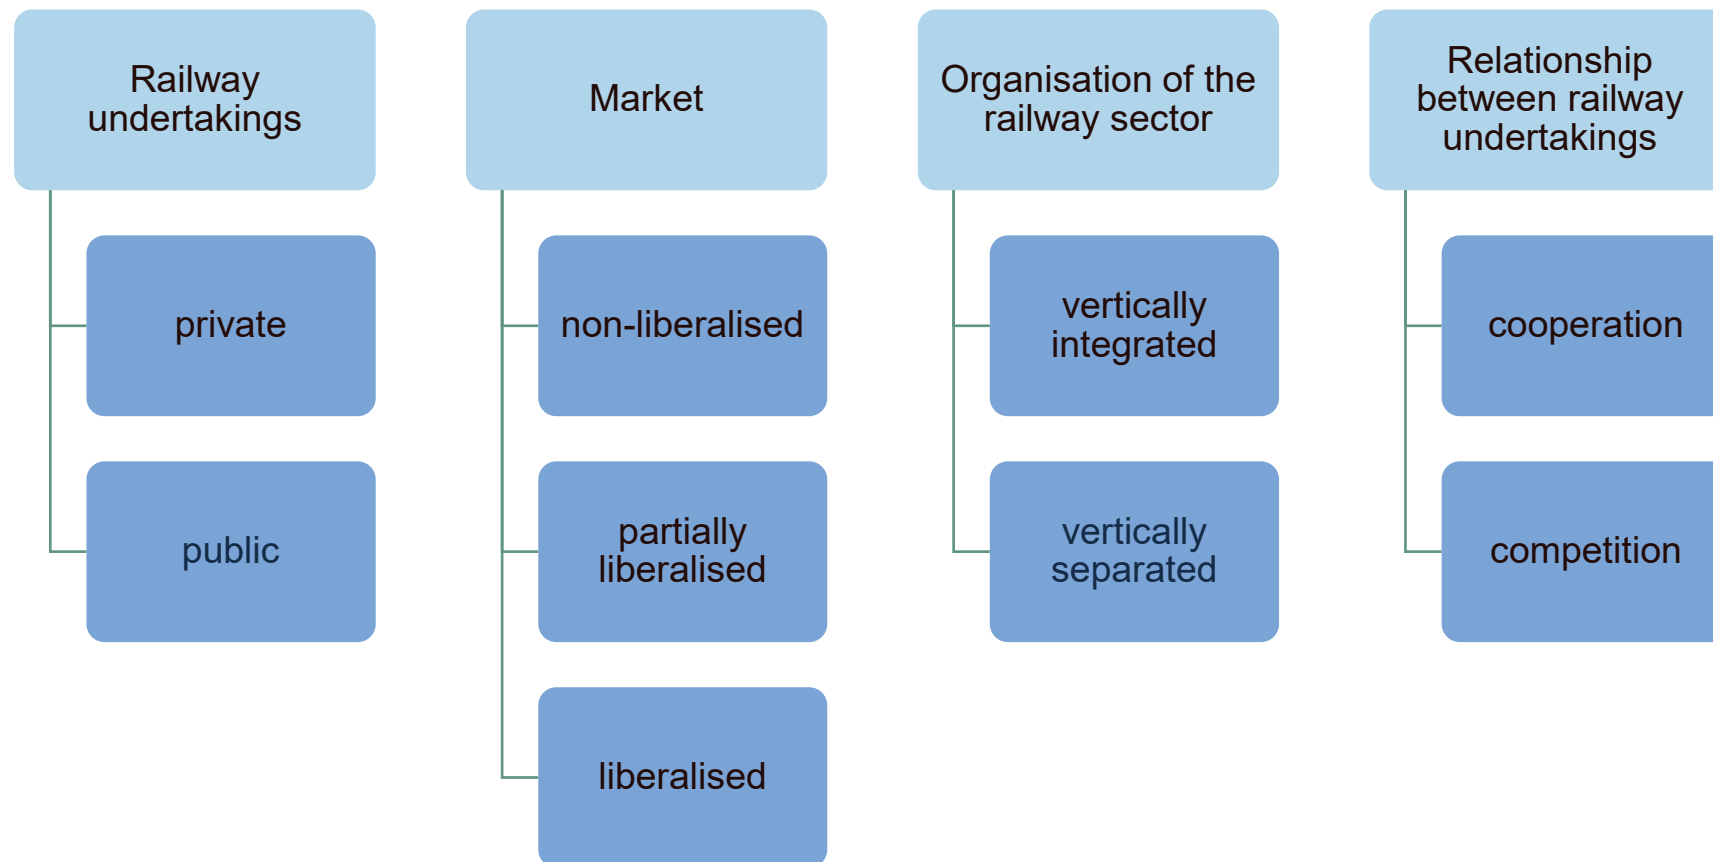 Railway
undertakings
private
public
Market
non-liberalised
partially
liberalised
liberalised
Organisation of the
railway sector
vertically
integrated
vertically
separated
Relationship
between railway
undertakings
cooperation
competition